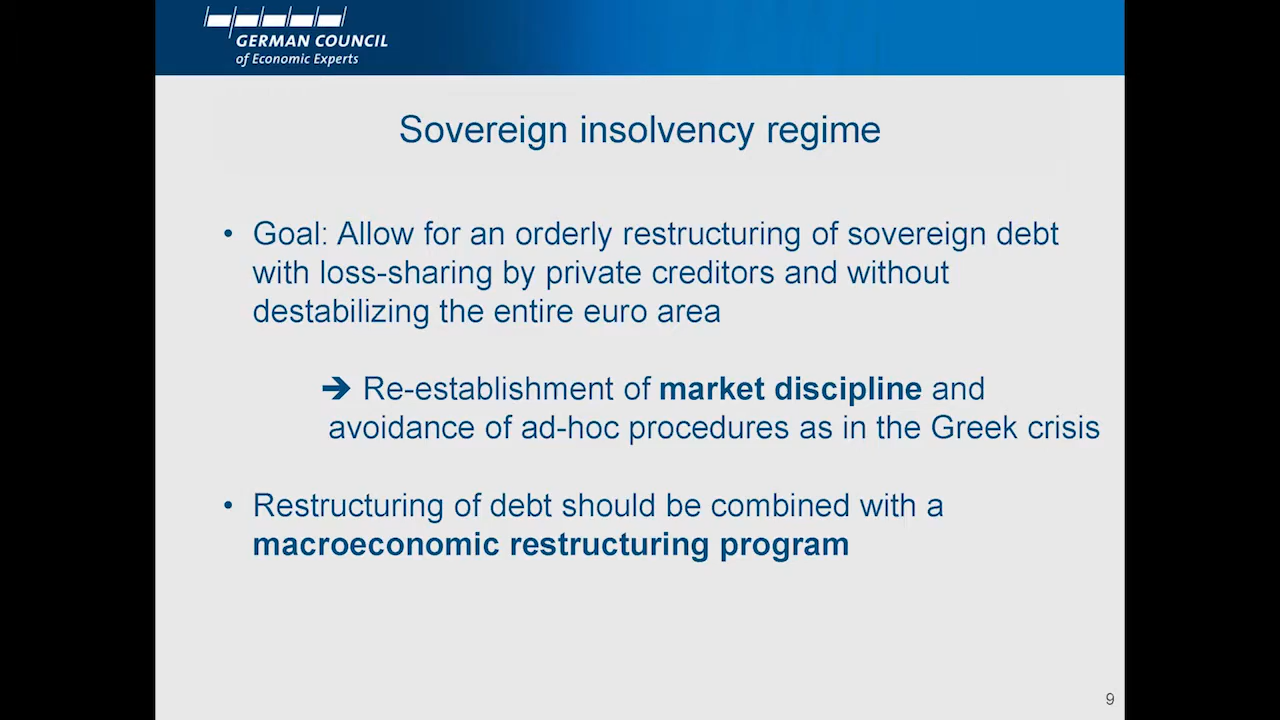 GERMAN COUNCIL
of Economic Experts
Sovereign insolvency regime
• Goal: Allow for an orderly restructuring of sovereign debt
with loss-sharing by private creditors and without
destabilizing the entire euro area
➔ Re-establishment of market discipline and
avoidance of ad-hoc procedures as in the Greek crisis
• Restructuring of debt should be combined with a
macroeconomic restructuring program
9